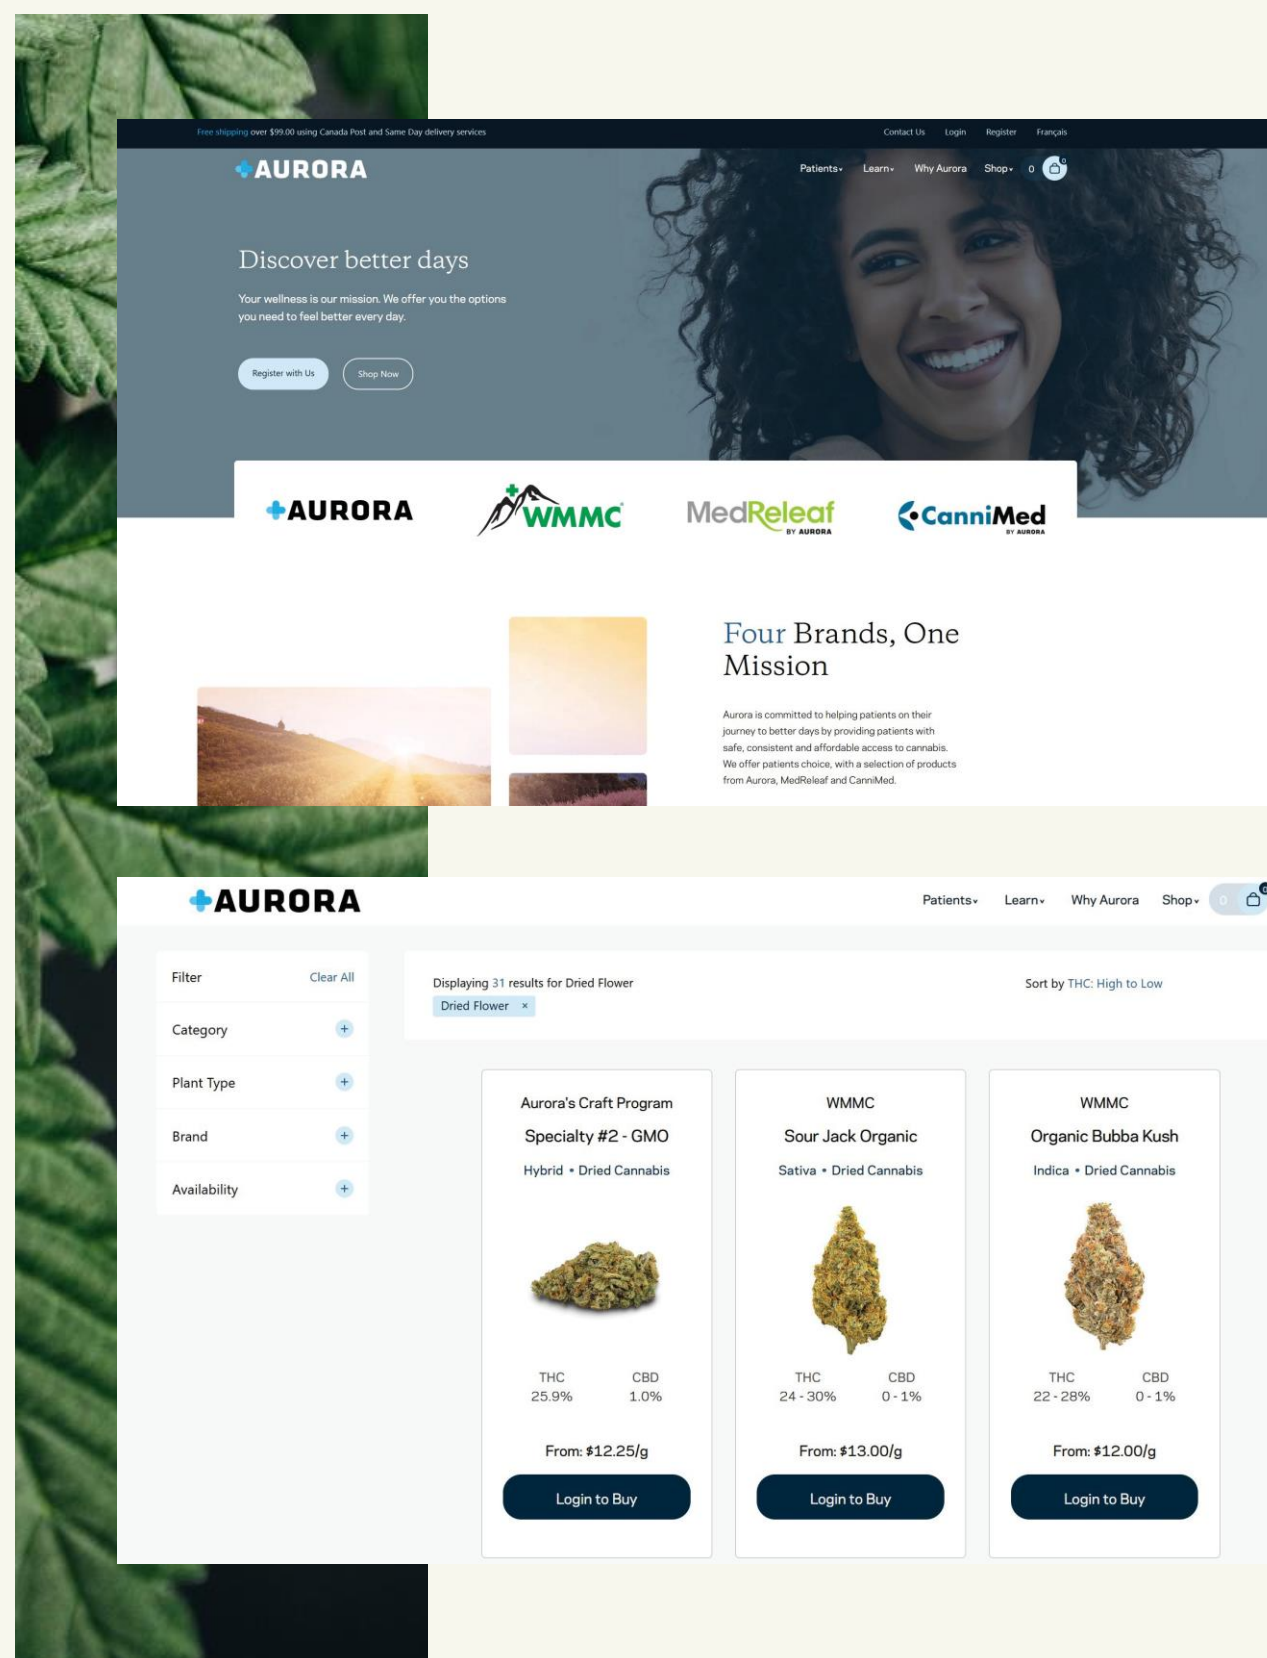 Free shipping over $99.00 using Canada Post and Same Day delivery services
Contact Us Login Register Français
AURORA
Patients Learn Why Aurora Shop 0 0
Discover better days
Your wellness is our mission. We offer you the options
you need to feel better every day.
Register with Us Shop Now
AURORA
WMMC
MedReleaf
BY AURORA
CanniMed
BY AURORA
Four Brands, One
Mission
Aurora is committed to helping patients on their
journey to better days by providing patients with
safe, consistent and affordable access to cannabis.
We offer patients choice, with a selection of products
from Aurora, MedReleaf and CanniMed.
AURORA
Patients Learn Why Aurora Shop 0 0
Filter Clear All
Category +
Plant Type +
Brand +
Availability +
Displaying 31 results for Dried Flower
Dried Flower ×
Sort by THC: High to Low
Aurora's Craft Program
Specialty #2 - GMO
Hybrid • Dried Cannabis
THC CBD
25.9% 1.0%
From: $12.25/g
Login to Buy
WMMC
Sour Jack Organic
Sativa • Dried Cannabis
THC CBD
24 - 30% 0 - 1%
From: $13.00/g
Login to Buy
WMMC
Organic Bubba Kush
Indica • Dried Cannabis
THC CBD
22 - 28% 0 - 1%
From: $12.00/g
Login to Buy